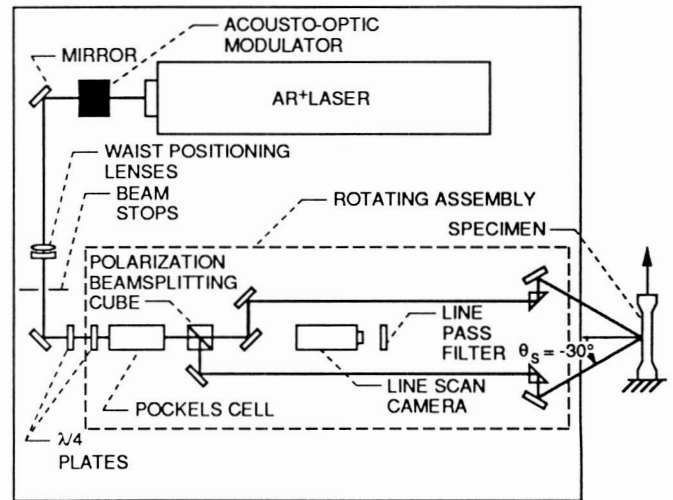 ACOUSTO-OPTIC
MODULATOR
MIRROR
AR+LASER
WAIST POSITIONING
LENSES
BEAM
STOPS
ROTATING ASSEMBLY
SPECIMEN
POLARIZATION
BEAMSPLITTING
CUBE
LINE
PASS
FILTER
θS = -30°
LINE SCAN
CAMERA
POCKELS CELL
λ/4
PLATES